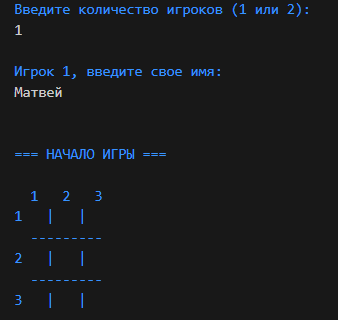 Введите количество игроков (1 или 2):
1
Игрок 1, введите свое имя:
Матвей
=== НАЧАЛО ИГРЫ ===
  1   2   3
1   |   |
  ---------
2   |   |
  ---------
3   |   |